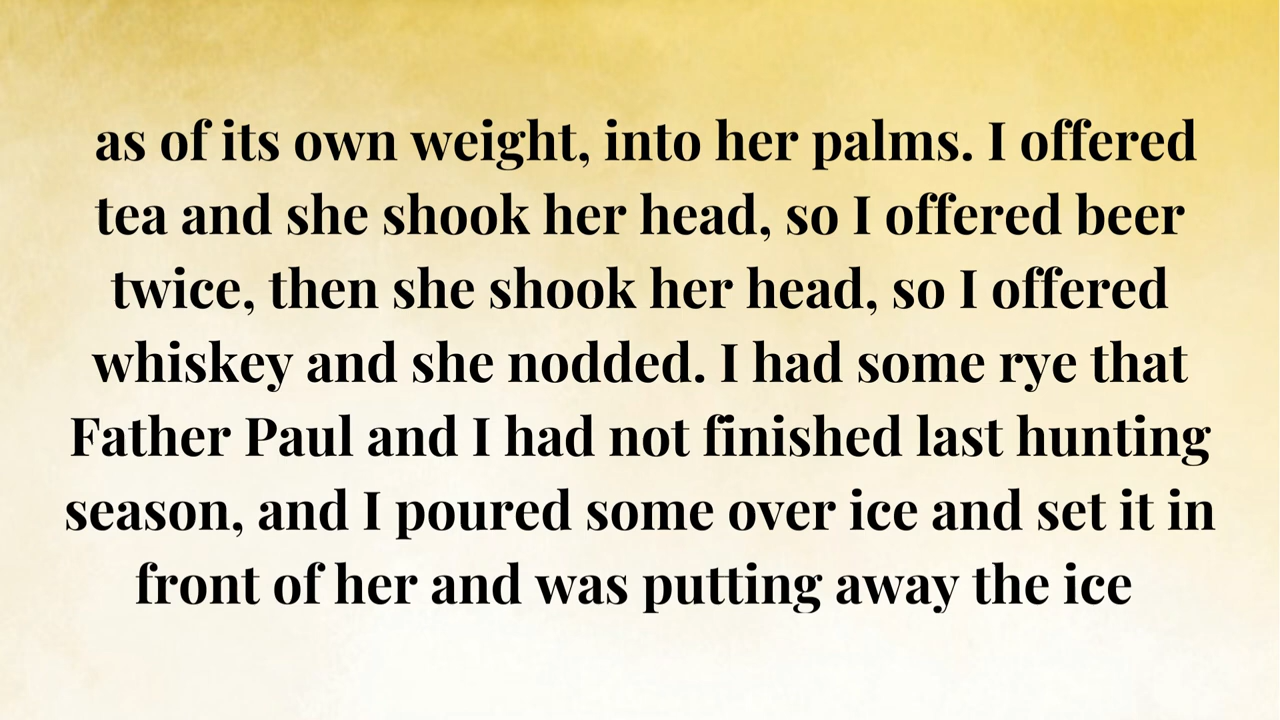 as of its own weight, into her palms. I offered
tea and she shook her head, so I offered beer
twice, then she shook her head, so I offered
whiskey and she nodded. I had some rye that
Father Paul and I had not finished last hunting
season, and I poured some over ice and set it in
front of her and was putting away the ice